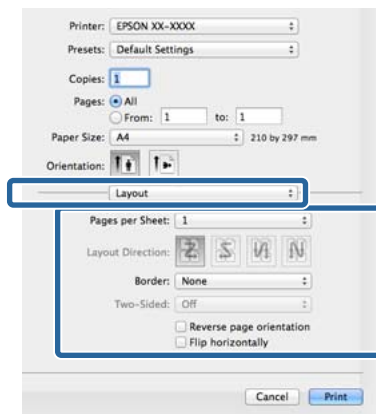 Printer: EPSON XX-XXXX
Presets: Default Settings
Copies: 1
Pages: All
From: 1 to: 1
Paper Size: A4 210 by 297 mm
Orientation:
Layout
Pages per Sheet: 1
Layout Direction:
Border: None
Two-Sided: Off
Reverse page orientation
Flip horizontally
Cancel Print